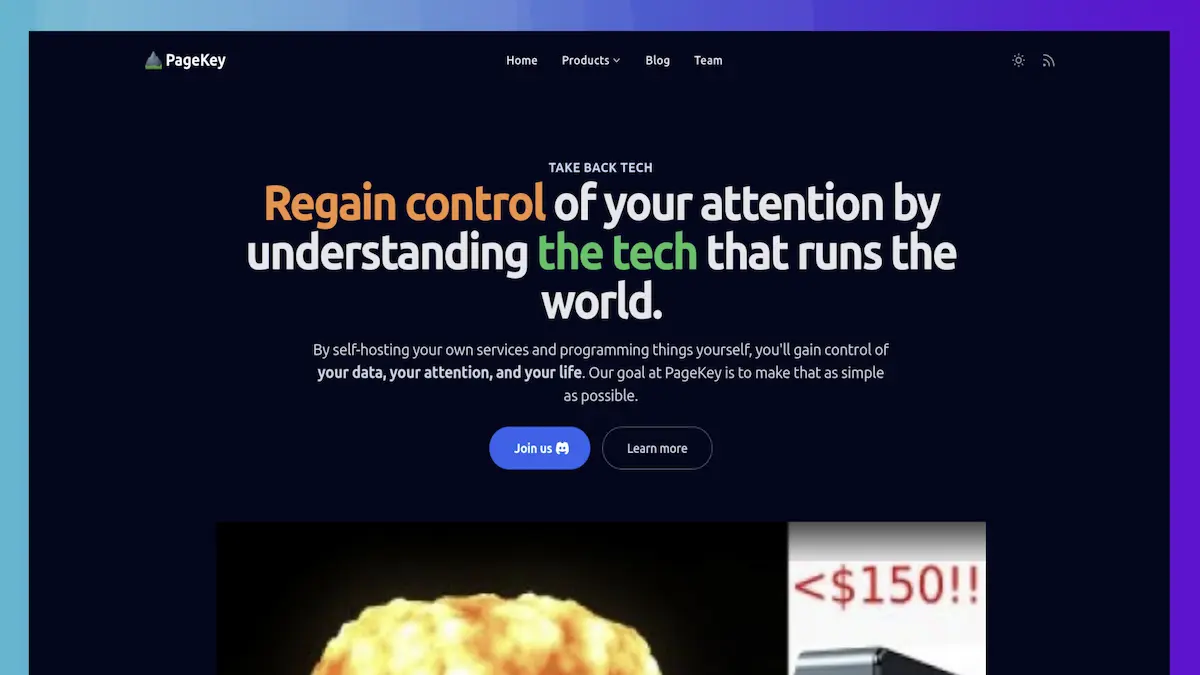 PageKey
Home
Products
Blog
Team
TAKE BACK TECH
Regain control of your attention by
understanding the tech that runs the
world.
By self-hosting your own services and programming things yourself, you'll gain control of
your data, your attention, and your life. Our goal at PageKey is to make that as simple
as possible.
Join us
Learn more
<$150!!